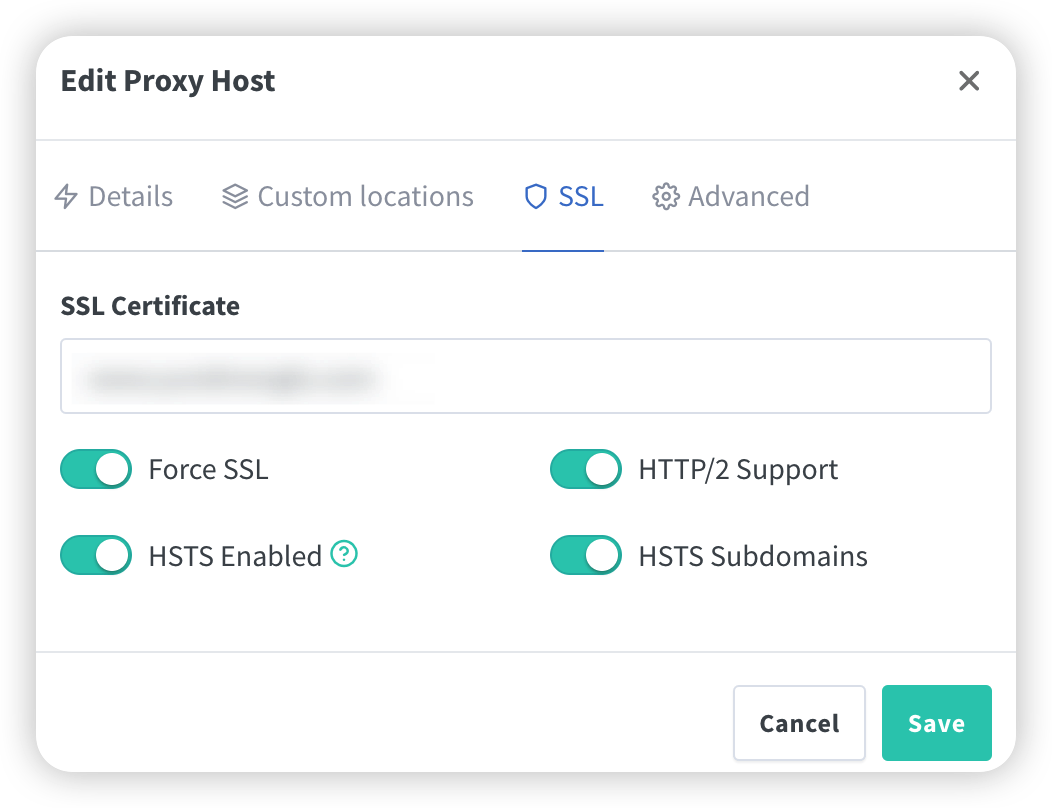 Edit Proxy Host
Details Custom locations SSL Advanced
SSL Certificate
Force SSL HTTP/2 Support
HSTS Enabled ? HSTS Subdomains
Cancel Save